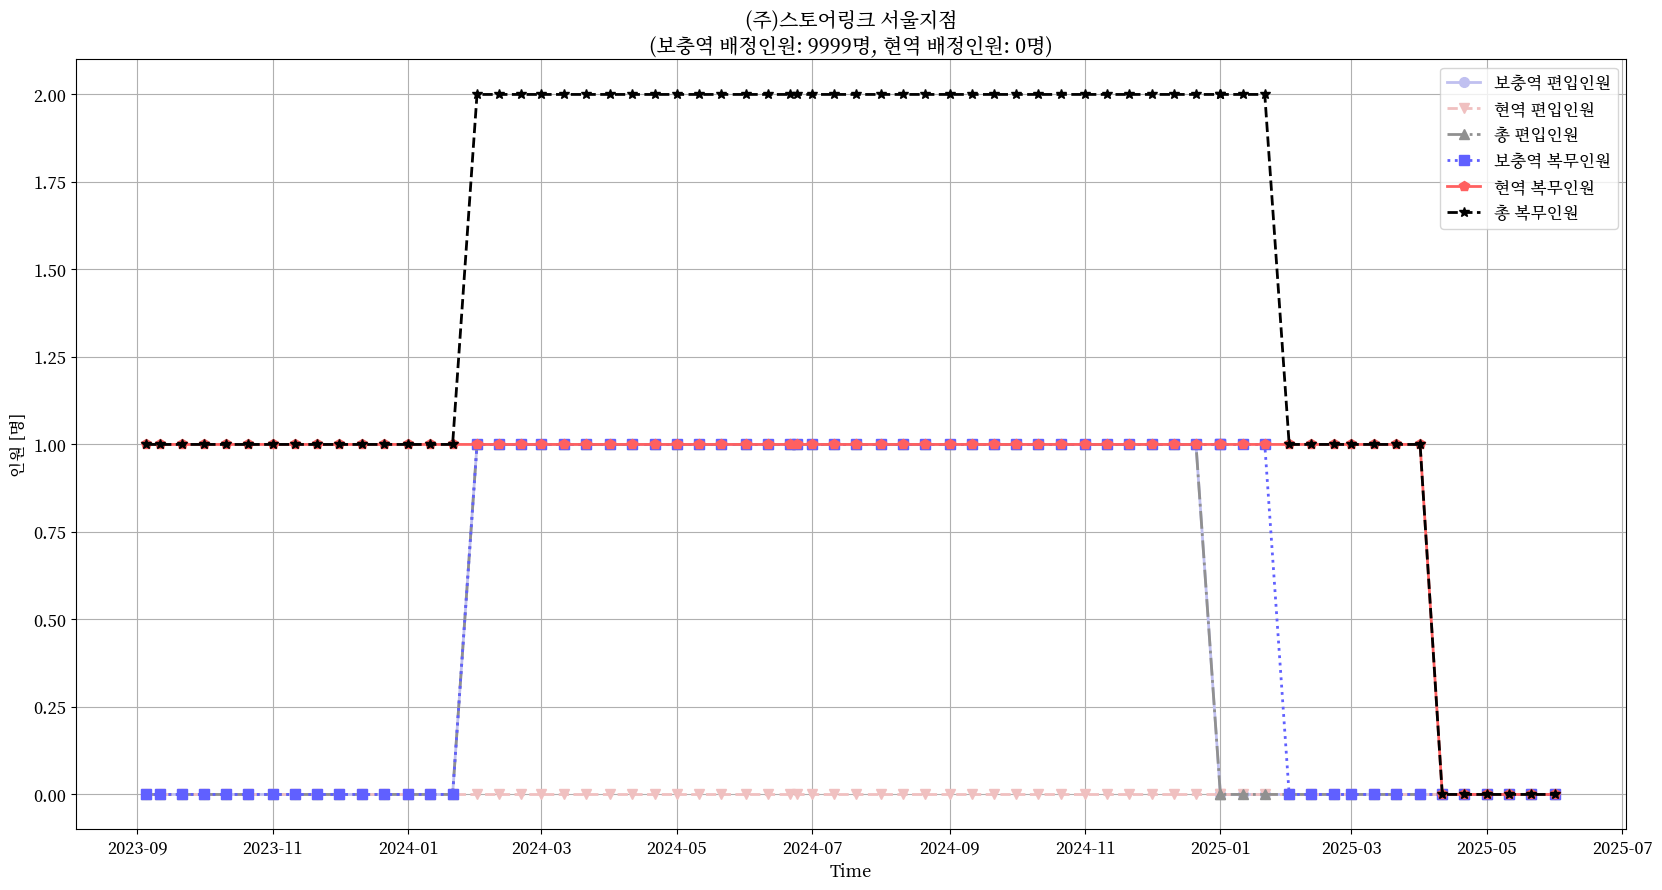 (주)스토어링크 서울지점
(보충역 배정인원: 9999명, 현역 배정인원: 0명)
보충역 편입인원
현역 편입인원
총 편입인원
보충역 복무인원
현역 복무인원
총 복무인원
인원 [명]
2.00
1.75
1.50
1.25
1.00
0.75
0.50
0.25
0.00
2023-09 2023-11 2024-01 2024-03 2024-05 2024-07 2024-09 2024-11 2025-01 2025-03 2025-05 2025-07
Time